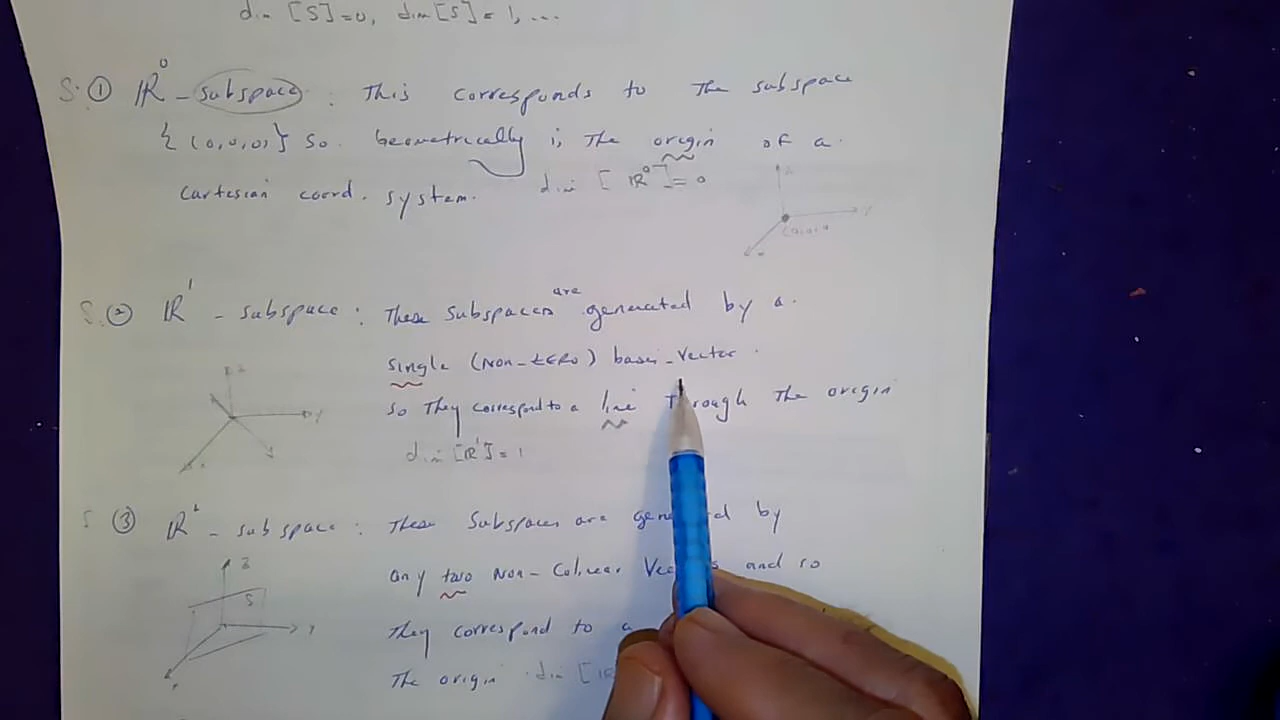 dim [S]=0, dim[S]=1, ...
S. ① ℝ⁰ - subspace : This corresponds to The subspace
{(0,0,0)} so Geometrically is The origin of a
Cartesian coord. system. dim [ℝ⁰]=0
(0,0,0)
S. ② ℝ¹ - subspace : These subspaces are generated by a
single (NON-ZERO) basis-vector
so They correspond to a line Through The origin
dim [ℝ¹] = 1
S ③ ℝ² - subspace : These Subspaces are by
any two Non-Colinear and so
They correspond to a
The origin dim [ℝ